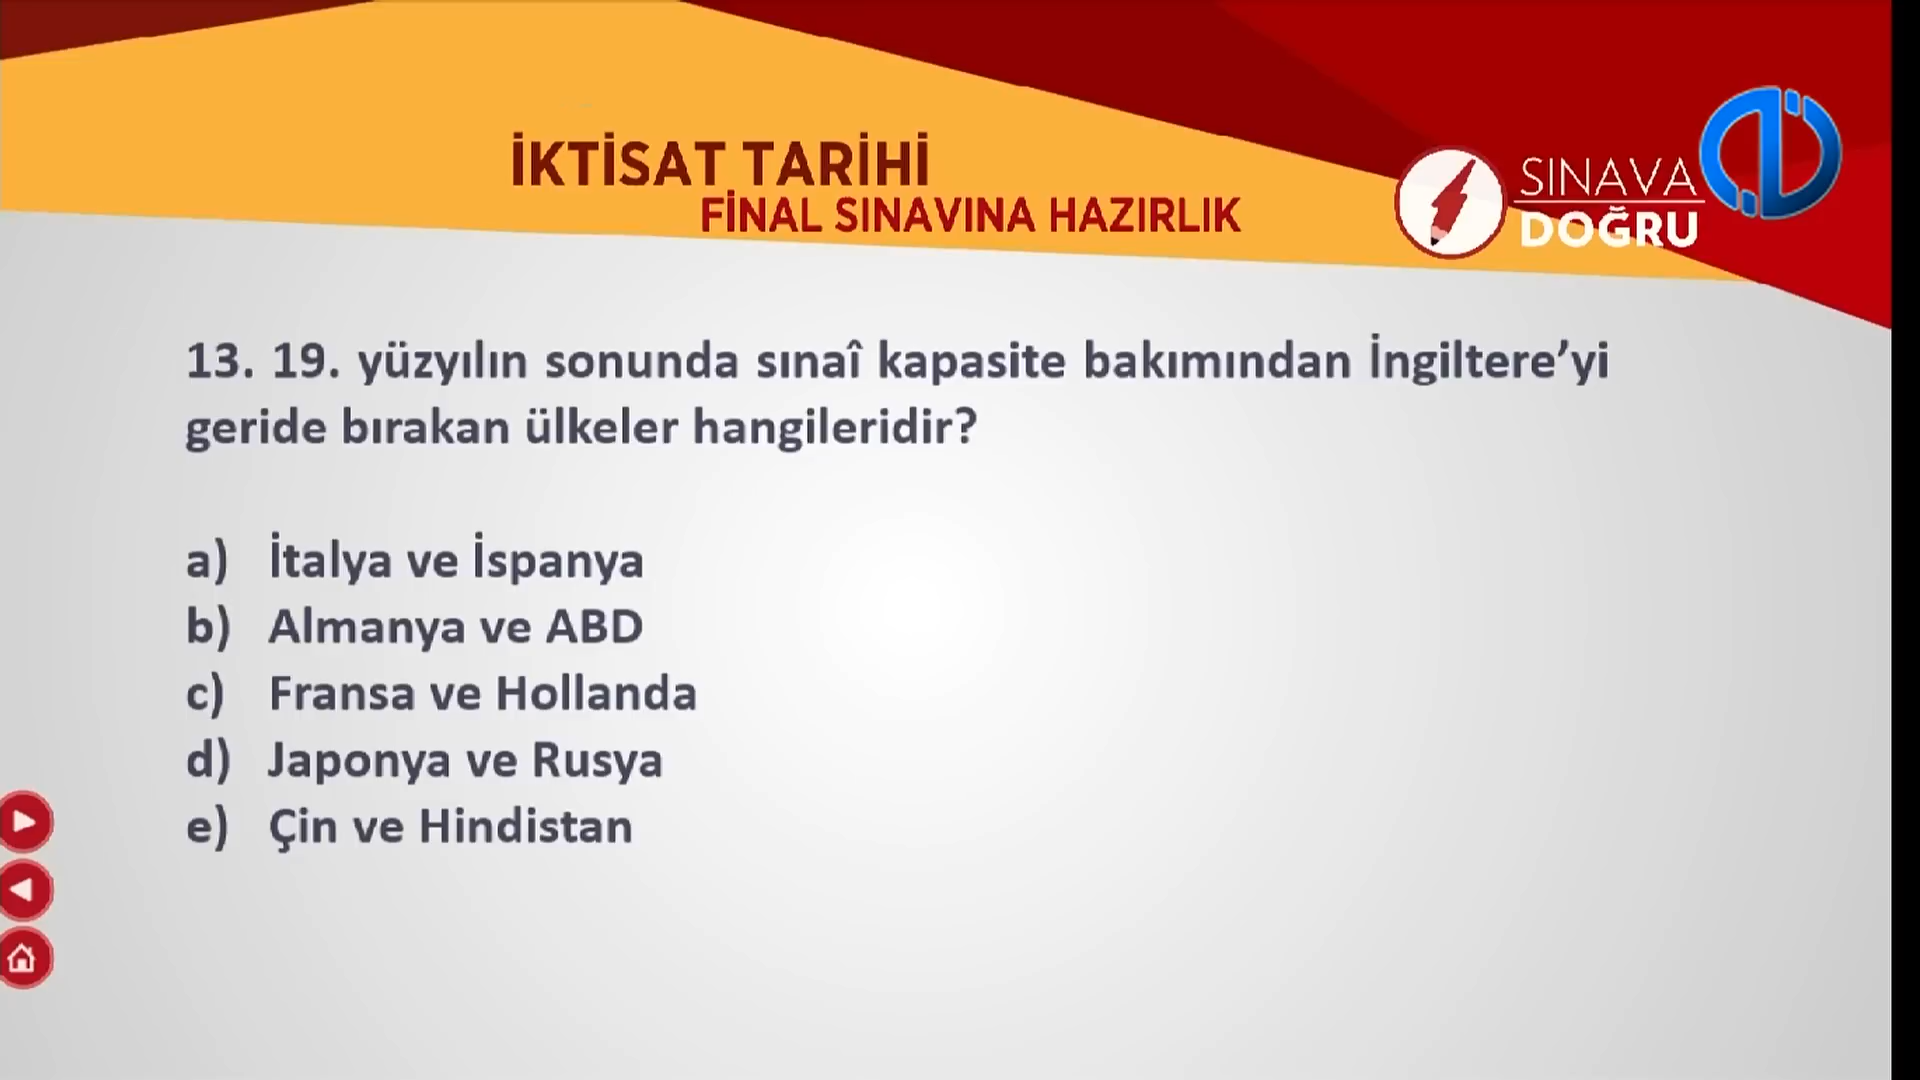 İKTİSAT TARİHİ
FİNAL SINAVINA HAZIRLIK
SINAVA
DOĞRU
13. 19. yüzyılın sonunda sınaî kapasite bakımından İngiltere’yi
geride bırakan ülkeler hangileridir?
a) İtalya ve İspanya
b) Almanya ve ABD
c) Fransa ve Hollanda
d) Japonya ve Rusya
e) Çin ve Hindistan